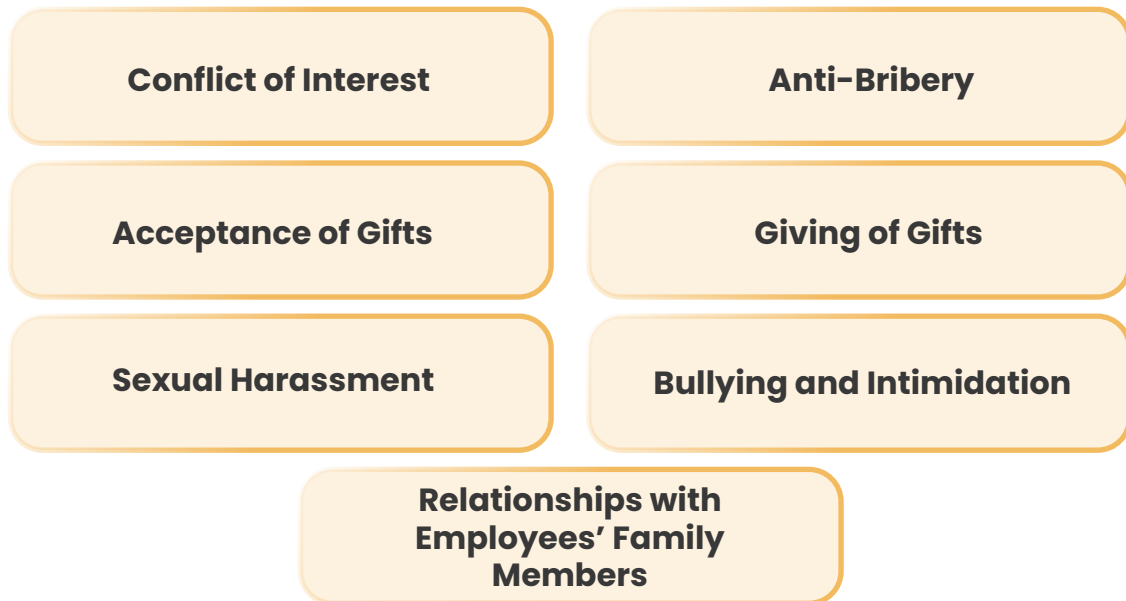 Conflict of Interest
Anti-Bribery
Acceptance of Gifts
Giving of Gifts
Sexual Harassment
Bullying and Intimidation
Relationships with
Employees’ Family
Members